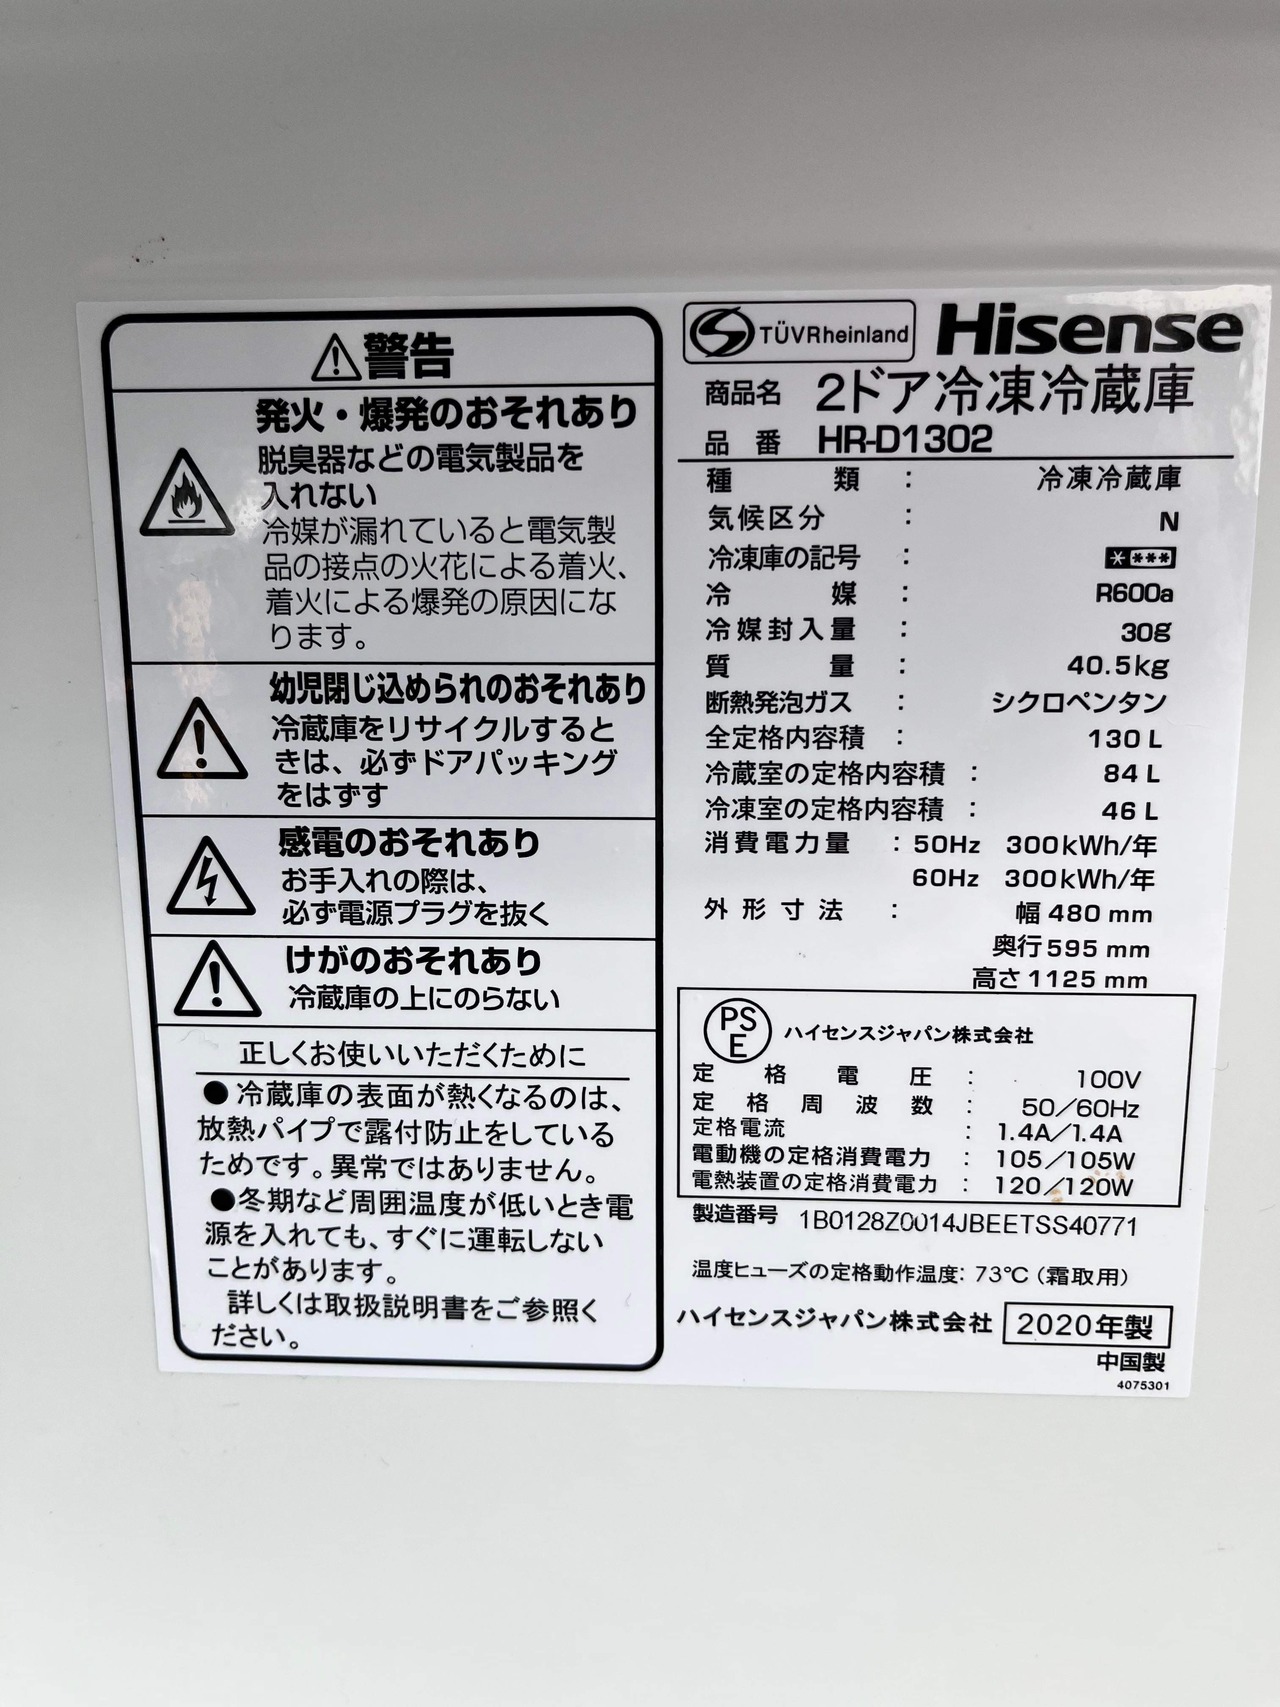 警告
発火・爆発のおそれあり
脱臭器などの電気製品を
入れない
冷媒が漏れていると電気製
品の接点の火花による着火、
着火による爆発の原因にな
ります。
幼児閉じ込められのおそれあり
冷蔵庫をリサイクルすると
きは、必ずドアパッキング
をはずす
感電のおそれあり
お手入れの際は、
必ず電源プラグを抜く
けがのおそれあり
冷蔵庫の上にのらない
正しくお使いいただくために
●冷蔵庫の表面が熱くなるのは、
放熱パイプで露付防止をしている
ためです。異常ではありません。
●冬期など周囲温度が低いとき電
源を入れても、すぐに運転しない
ことがあります。
詳しくは取扱説明書をご参照く
ださい。
TÜVRheinland Hisense
商品名 2ドア冷凍冷蔵庫
品番 HR-D1302
種類 : 冷凍冷蔵庫
気候区分 : N
冷凍庫の記号 : * ***
冷媒 : R600a
冷媒封入量 : 30g
質量 : 40.5kg
断熱発泡ガス : シクロペンタン
全定格内容積 : 130 L
冷蔵室の定格内容積 : 84 L
冷凍室の定格内容積 : 46 L
消費電力量 : 50Hz 300kWh/年
60Hz 300kWh/年
外形寸法 : 幅 480 mm
奥行 595 mm
高さ 1125 mm
PSE ハイセンスジャパン株式会社
定格電圧 : 100V
定格周波数 : 50/60Hz
定格電流 : 1.4A/1.4A
電動機の定格消費電力 : 105/105W
電熱装置の定格消費電力 : 120/120W
製造番号 1B0128Z0014JBEETSS40771
温度ヒューズの定格動作温度: 73℃(霜取用)
ハイセンスジャパン株式会社 2020年製
中国製
4075301